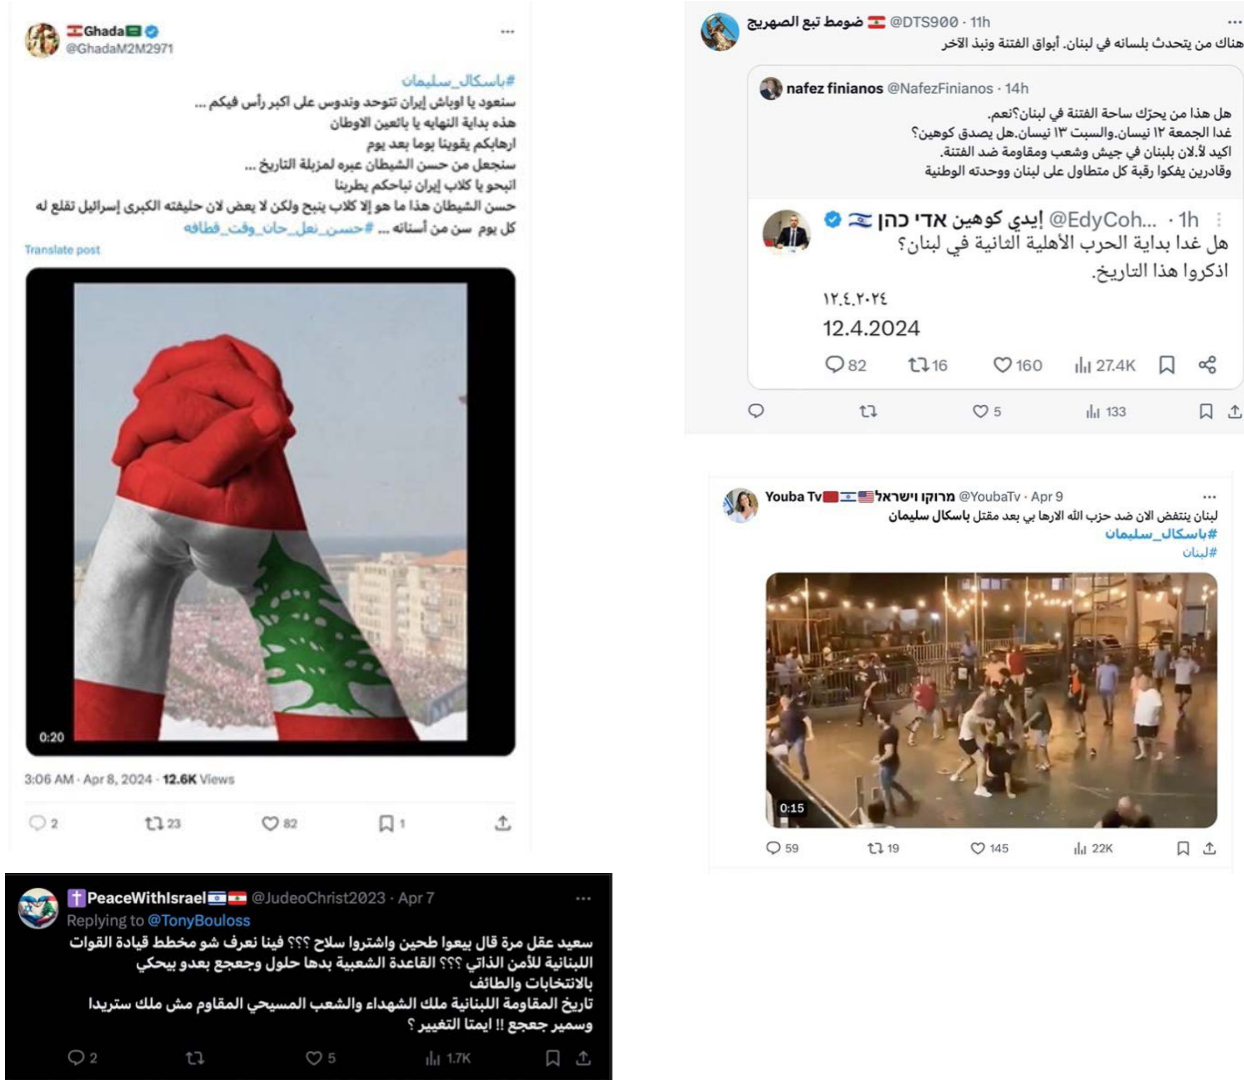 Ghada
@GhadaM2M2971
#باسكال_سليمان
سنعود يا اوباش إيران تتوحد وندوس على اكبر رأس فيكم ...
هذه بداية النهايه يا بائعين الاوطان
ارهابكم يقوينا يوما بعد يوم
سنجعل من حسن الشيطان عبره لمزبلة التاريخ ...
انبحو يا كلاب إيران نباحكم يطربنا
حسن الشيطان هذا ما هو إلا كلاب ينبح ولكن لا يعض لان حليفته الكبرى إسرائيل تقلع له
كل يوم سن من أسنانه ... #حسن_نعل_حان_وقت_قطافه
Translate post
0:20
3:06 AM · Apr 8, 2024 · 12.6K Views
2 23 82 1
ضومط تبع الصهريج @DTS900 · 11h
هناك من يتحدث بلسانه في لبنان. أبواق الفتنة ونبذ الآخر
nafez finianos @NafezFinianos · 14h
هل هذا من يحرّك ساحة الفتنة في لبنان؟نعم.
غدا الجمعة ١٢ نيسان.والسبت ١٣ نيسان.هل يصدق كوهين؟
اكيد لأ.لان بلبنان في جيش وشعب ومقاومة ضد الفتنة.
وقادرين يفكوا رقبة كل متطاول على لبنان ووحدته الوطنية
إيدي كوهين אדי כהן @EdyCoh... · 1h
هل غدا بداية الحرب الأهلية الثانية في لبنان؟
اذكروا هذا التاريخ.
١٢.٤.٢٠٢٤
12.4.2024
82 16 160 27.4K
5 133
Youba Tv מרוקו וישראל @YoubaTv · Apr 9
لبنان ينتفض الان ضد حزب الله الارها بي بعد مقتل باسكال سليمان
#باسكال_سليمان
#لبنان
0:15
59 19 145 22K
PeaceWithIsrael @JudeoChrist2023 · Apr 7
Replying to @TonyBouloss
سعيد عقل مرة قال بيعوا طحين واشتروا سلاح ؟؟؟ فينا نعرف شو مخطط قيادة القوات
اللبنانية للأمن الذاتي ؟؟؟ القاعدة الشعبية بدها حلول وجعجع بعدو بيحكي
بالانتخابات والطائف
تاريخ المقاومة اللبنانية ملك الشهداء والشعب المسيحي المقاوم مش ملك ستريدا
وسمير جعجع !! ايمتا التغيير ؟
2 5 1.7K